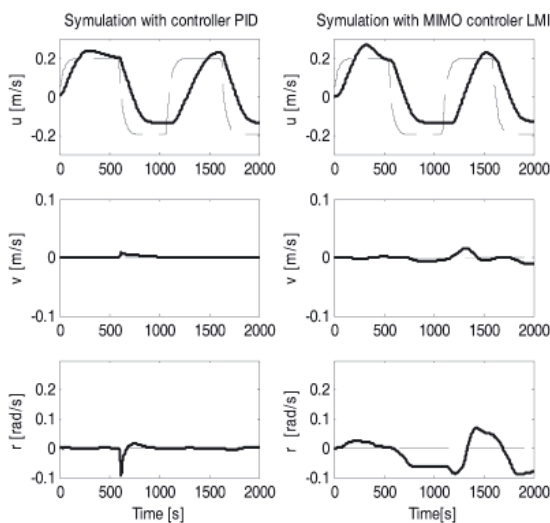 Symulation with controller PID
Symulation with MIMO controler LMI
u [m/s]
0.2
0
-0.2
0 500 1000 1500 2000
u [m/s]
0.2
0
-0.2
0 500 1000 1500 2000
v [m/s]
0.1
0
-0.1
0 500 1000 1500 2000
v [m/s]
0.1
0
-0.1
0 500 1000 1500 2000
r [rad/s]
0.2
0.1
0
-0.1
0 500 1000 1500 2000
Time [s]
r [rad/s]
0.2
0.1
0
-0.1
0 500 1000 1500 2000
Time[s]